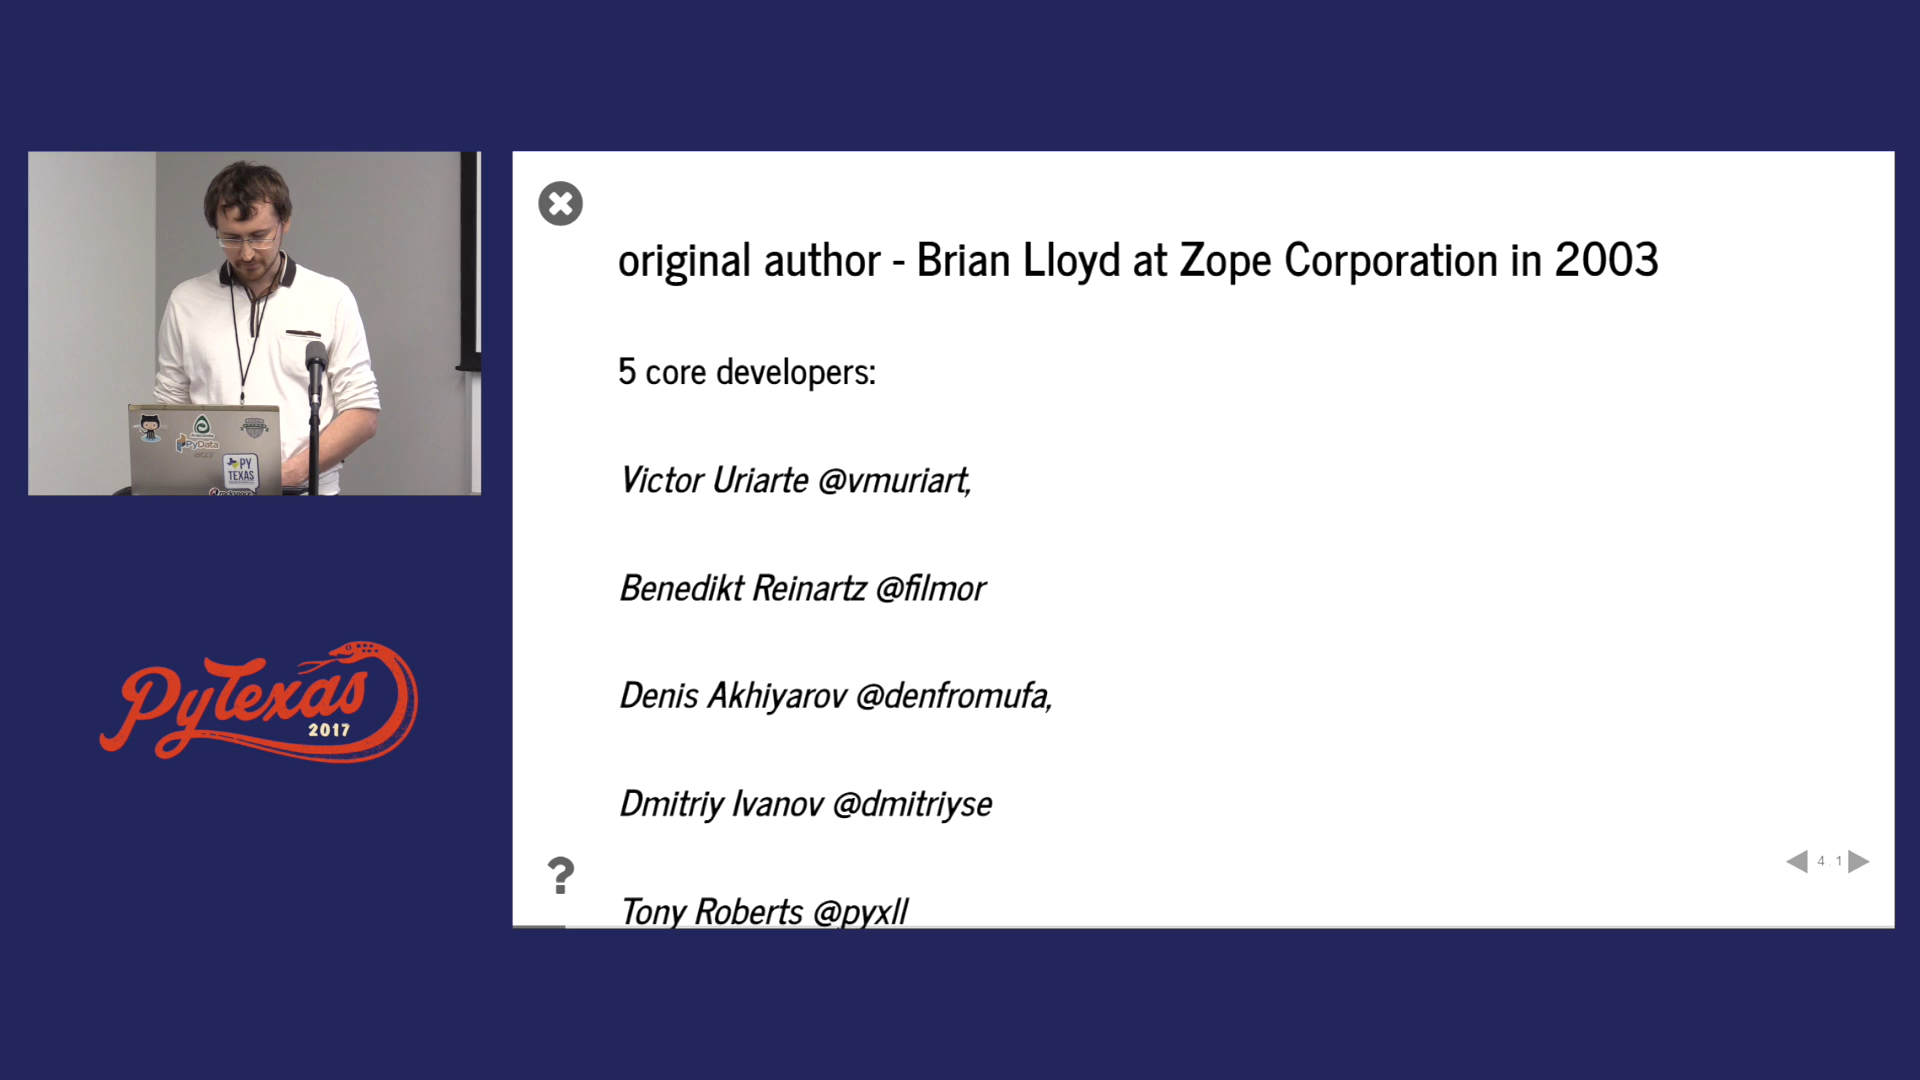 original author - Brian Lloyd at Zope Corporation in 2003
5 core developers:
Victor Uriarte @vmuriart,
Benedikt Reinartz @filmor
Denis Akhiyarov @denfromufa,
Dmitriy Ivanov @dmitriyse
Tony Roberts @pyxll
?
4.1
PyData
acer
PY
TEXAS
PyTexas
2017